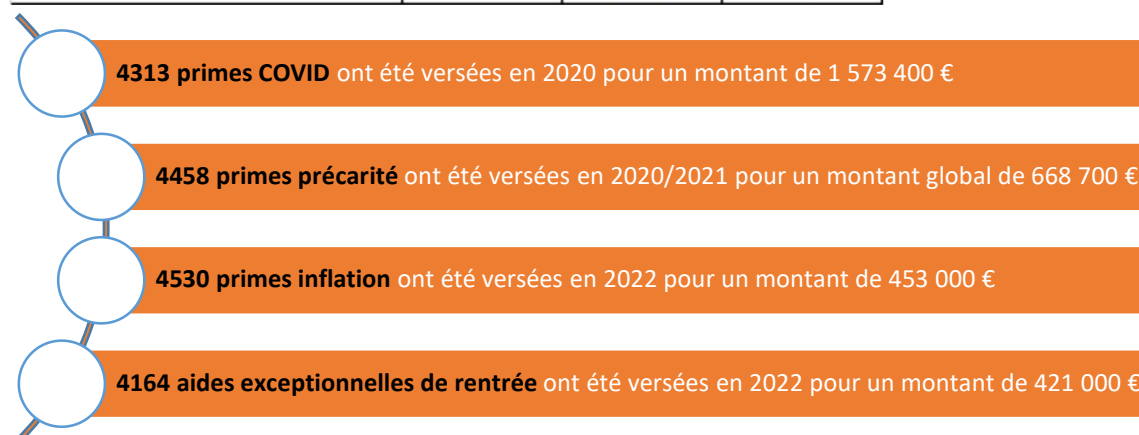 4313 primes COVID ont été versées en 2020 pour un montant de 1 573 400 €
4458 primes précarité ont été versées en 2020/2021 pour un montant global de 668 700 €
4530 primes inflation ont été versées en 2022 pour un montant de 453 000 €
4164 aides exceptionnelles de rentrée ont été versées en 2022 pour un montant de 421 000 €